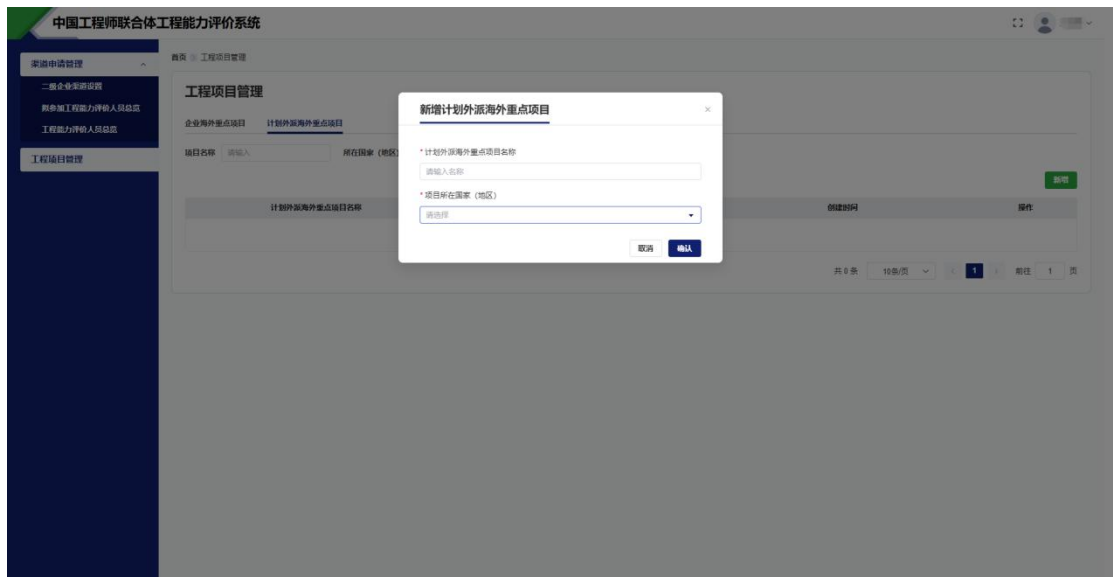 中国工程师联合体工程能力评价系统
渠道申请管理
二级企业渠道设置
拟参加工程能力评价人员总览
工程能力评价人员总览
工程项目管理
首页
工程项目管理
工程项目管理
企业海外重点项目
计划外派海外重点项目
项目名称
请输入
所在国家（地区
新增
计划外派海外重点项目名称
创建时间
操作
共 0 条
10条/页
1
前往
1
页
新增计划外派海外重点项目
×
*计划外派海外重点项目名称
请输入名称
*项目所在国家（地区）
请选择
取消
确认